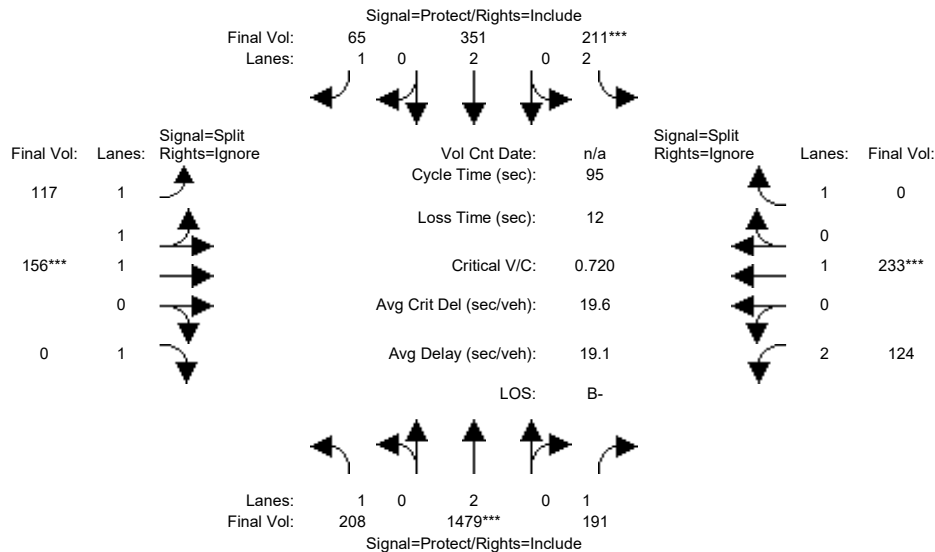 Signal=Protect/Rights=Include
Final Vol: 65 351 211***
Lanes: 1 0 2 0 2
Signal=Split Signal=Split
Final Vol: Lanes: Rights=Ignore Vol Cnt Date: n/a Rights=Ignore Lanes: Final Vol:
Cycle Time (sec): 95
117 1 1 0
Loss Time (sec): 12
1 0
156*** 1 Critical V/C: 0.720 1 233***
0 Avg Crit Del (sec/veh): 19.6 0
0 1 Avg Delay (sec/veh): 19.1 2 124
LOS: B-
Lanes: 1 0 2 0 1
Final Vol: 208 1479*** 191
Signal=Protect/Rights=Include